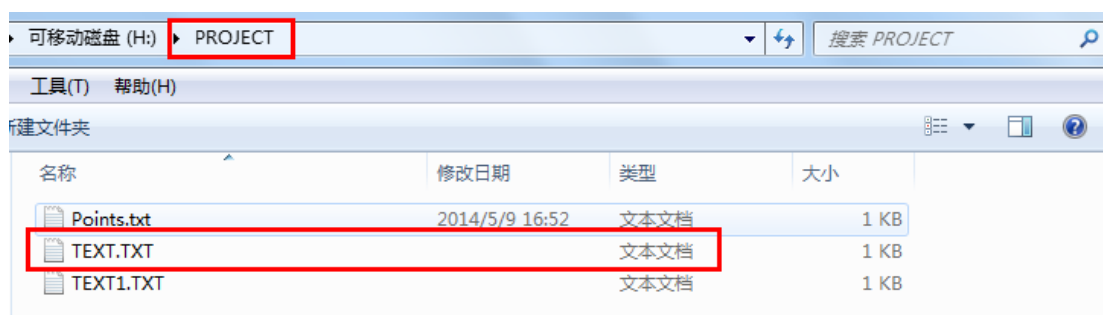 可移动磁盘 (H:) PROJECT 搜索 PROJECT
工具(T) 帮助(H)
新建文件夹
名称 修改日期 类型 大小
Points.txt 2014/5/9 16:52 文本文档 1 KB
TEXT.TXT 文本文档 1 KB
TEXT1.TXT 文本文档 1 KB